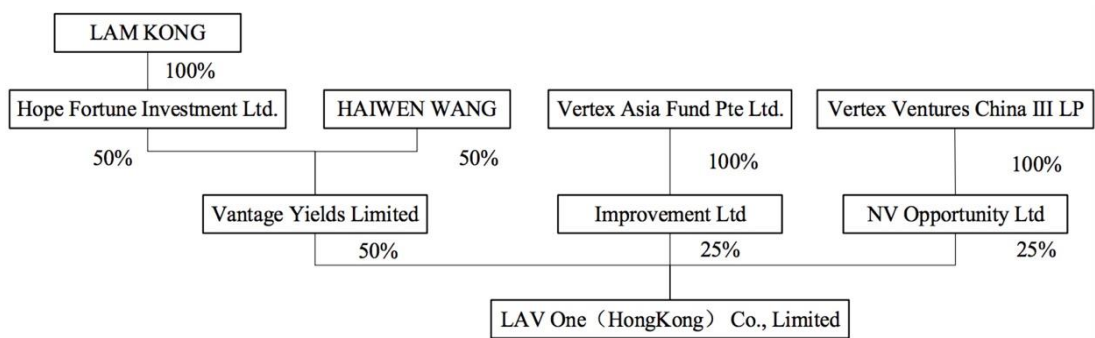 LAM KONG
100%
Hope Fortune Investment Ltd.
HAIWEN WANG
Vertex Asia Fund Pte Ltd.
Vertex Ventures China III LP
50%
50%
100%
100%
Vantage Yields Limited
Improvement Ltd
NV Opportunity Ltd
50%
25%
25%
LAV One（HongKong） Co., Limited